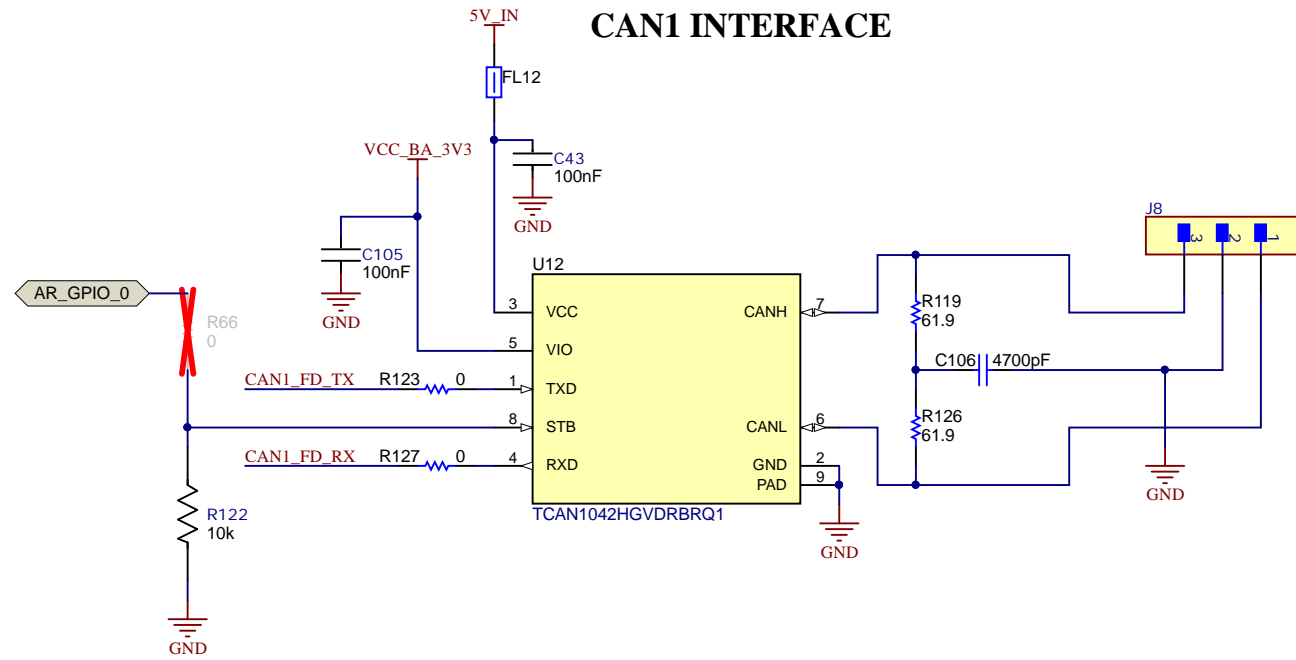 5V_IN
CAN1 INTERFACE
FL12
VCC_BA_3V3
C43
100nF
GND
C105
100nF
GND
J8
3
2
1
AR_GPIO_0
R66
0
U12
3
VCC
CANH
7
5
VIO
R119
61.9
C106
4700pF
CAN1_FD_TX
R123
0
1
TXD
8
STB
CANL
6
R126
61.9
CAN1_FD_RX
R127
0
4
RXD
GND
2
PAD
9
GND
TCAN1042HGVDRBRQ1
GND
R122
10k
GND